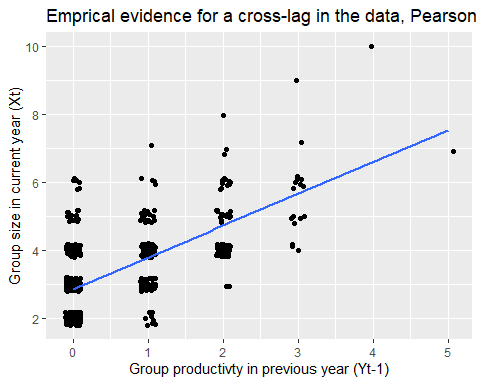 Emprical evidence for a cross-lag in the data, Pearson
Group size in current year (Xt)
10
8
6
4
2
0 1 2 3 4 5
Group productivty in previous year (Yt-1)